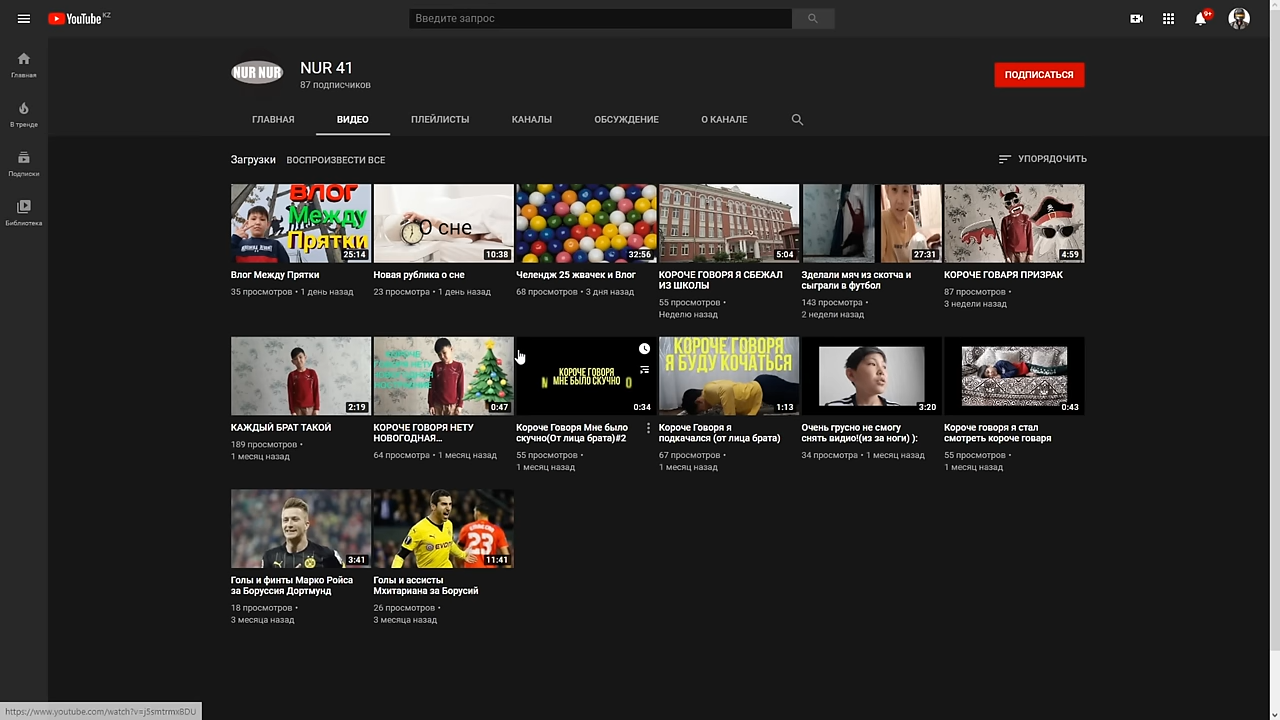 YouTube KZ
Введите запрос
9+
Главная
В тренде
Подписки
Библиотека
NUR NUR
NUR 41
87 подписчиков
ПОДПИСАТЬСЯ
ГЛАВНАЯ
ВИДЕО
ПЛЕЙЛИСТЫ
КАНАЛЫ
ОБСУЖДЕНИЕ
О КАНАЛЕ
Загрузки
ВОСПРОИЗВЕСТИ ВСЕ
УПОРЯДОЧИТЬ
ВЛОГ
Между
Прятки
25:14
Влог Между Прятки
35 просмотров • 1 день назад
О сне
10:38
Новая рублика о сне
23 просмотра • 1 день назад
32:56
Челендж 25 жвачек и Влог
68 просмотров • 3 дня назад
5:04
КОРОЧЕ ГОВОРЯ Я СБЕЖАЛ
ИЗ ШКОЛЫ
55 просмотров •
Неделю назад
27:31
Зделали мяч из скотча и
сыграли в футбол
143 просмотра •
2 недели назад
4:59
КОРОЧЕ ГОВАРЯ ПРИЗРАК
87 просмотров •
3 недели назад
2:19
КАЖДЫЙ БРАТ ТАКОЙ
189 просмотров •
1 месяц назад
КОРОЧЕ
ГОВОРЯ НЕТУ
НОВОГОДНАЯ
НАСТРОЕНИЕ
0:47
КОРОЧЕ ГОВОРЯ НЕТУ
НОВОГОДНАЯ...
64 просмотра • 1 месяц назад
КОРОЧЕ ГОВОРЯ
МНЕ БЫЛО СКУЧНО
0:34
Короче Говоря Мне было
скучно(От лица брата)#2
55 просмотров •
1 месяц назад
КОРОЧЕ ГОВОРЯ
Я БУДУ КОЧАТЬСЯ
1:13
Короче Говоря я
подкачался (от лица брата)
67 просмотров •
1 месяц назад
3:20
Очень грусно не смогу
снять видио!(из за ноги) ):
34 просмотра • 1 месяц назад
0:43
Короче говоря я стал
смотреть короче говаря
55 просмотров •
1 месяц назад
3:41
Голы и финты Марко Ройса
за Боруссия Дортмунд
18 просмотров •
3 месяца назад
23
11:41
Голы и ассисты
Мхитариана за Борусий
26 просмотров •
3 месяца назад
https://www.youtube.com/watch?v=j5smtrmx8DU